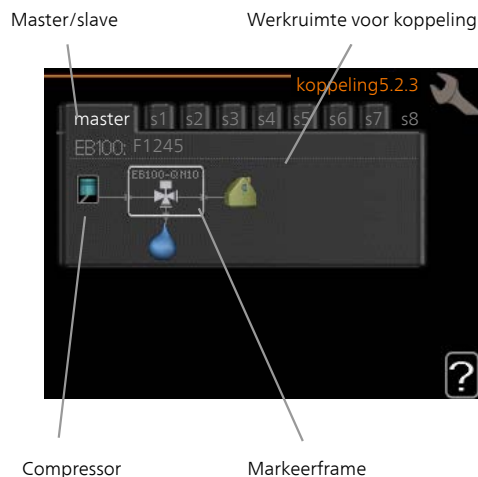 Master/slave Werkruimte voor koppeling
koppeling5.2.3
master s1 s2 s3 s4 s5 s6 s7 s8
EB100: F1245
EB100-QN10
?
Compressor Markeerframe